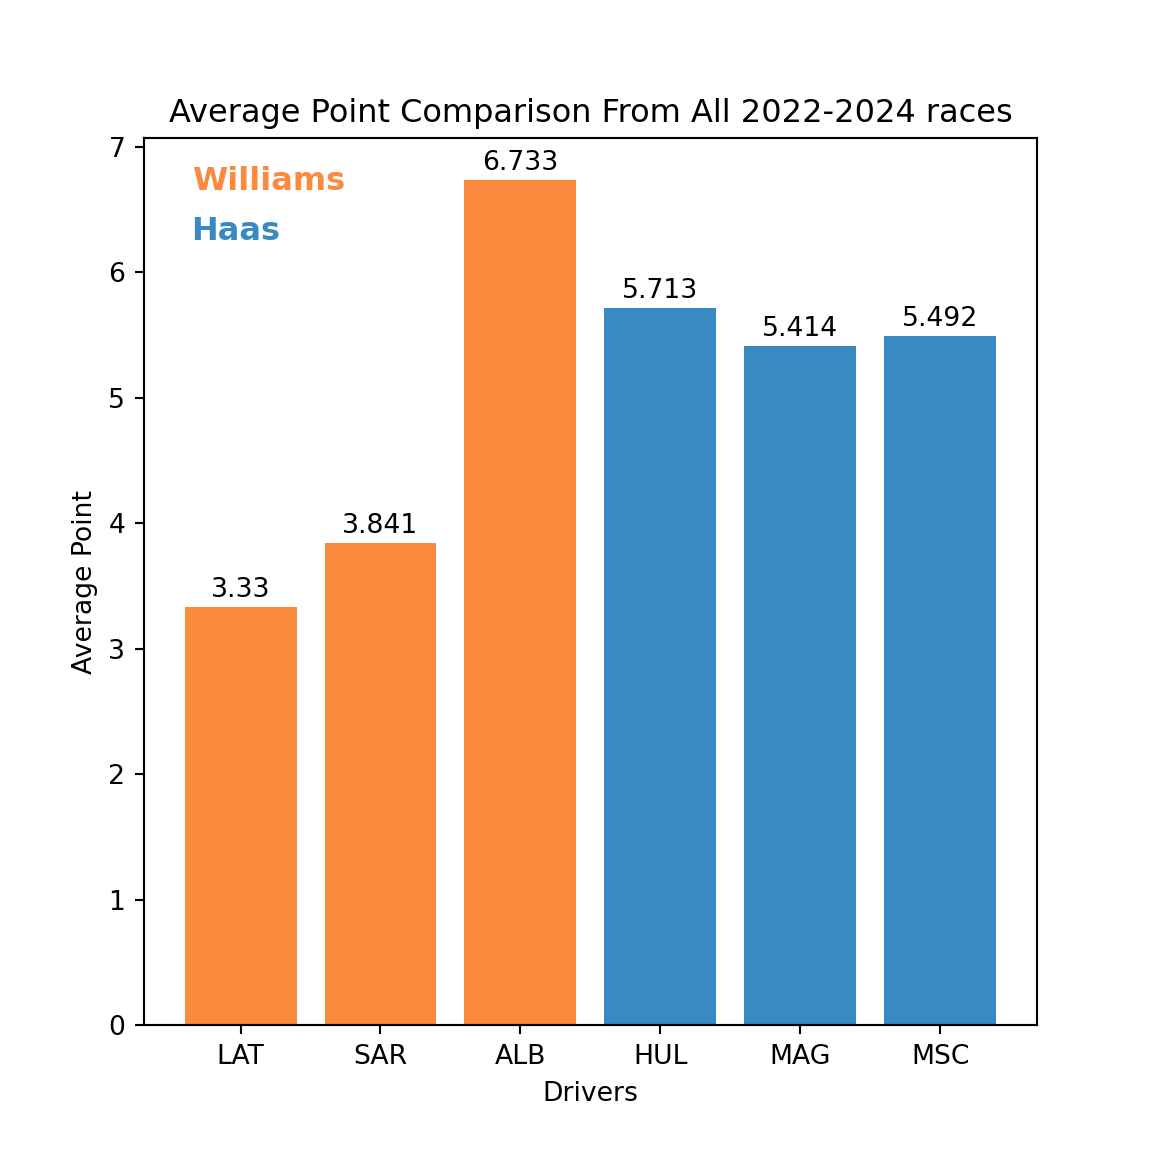 Average Point Comparison From All 2022-2024 races
Williams
Haas
3.33
3.841
6.733
5.713
5.414
5.492
7
6
5
4
3
2
1
0
Average Point
LAT
SAR
ALB
HUL
MAG
MSC
Drivers